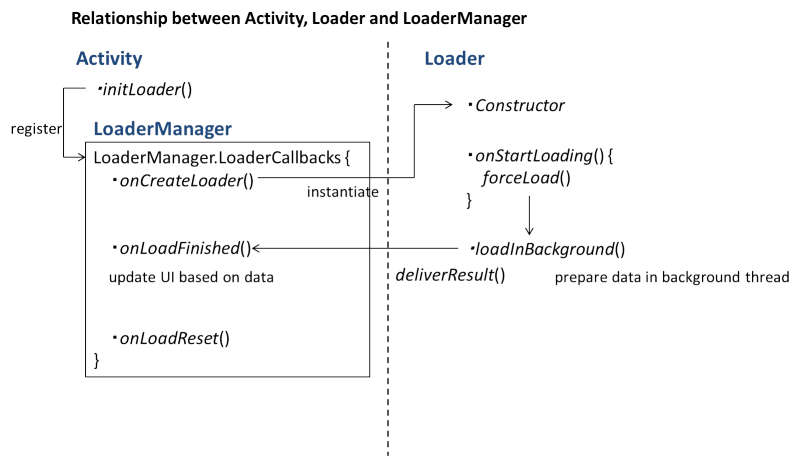 Relationship between Activity, Loader and LoaderManager
Activity
・initLoader()
register
LoaderManager
LoaderManager.LoaderCallbacks {
・onCreateLoader()
instantiate
・onLoadFinished()
update UI based on data
・onLoadReset()
}
Loader
・Constructor
・onStartLoading() {
forceLoad()
}
・loadInBackground()
deliverResult()
prepare data in background thread